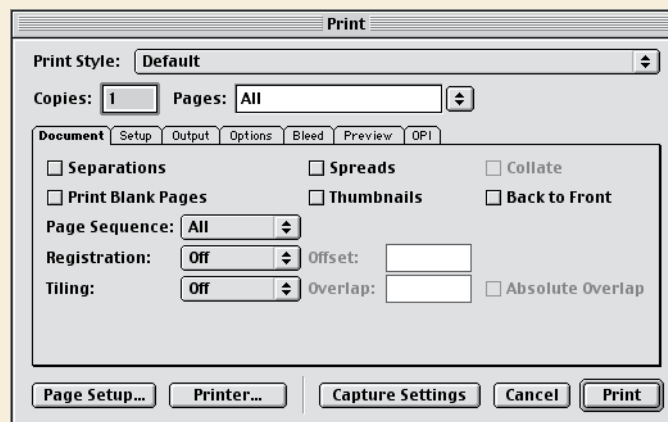 Print
Print Style: Default
Copies: 1 Pages: All
Document Setup Output Options Bleed Preview OPI
Separations Spreads Collate
Print Blank Pages Thumbnails Back to Front
Page Sequence: All
Registration: Off Offset:
Tiling: Off Overlap: Absolute Overlap
Page Setup... Printer... Capture Settings Cancel Print